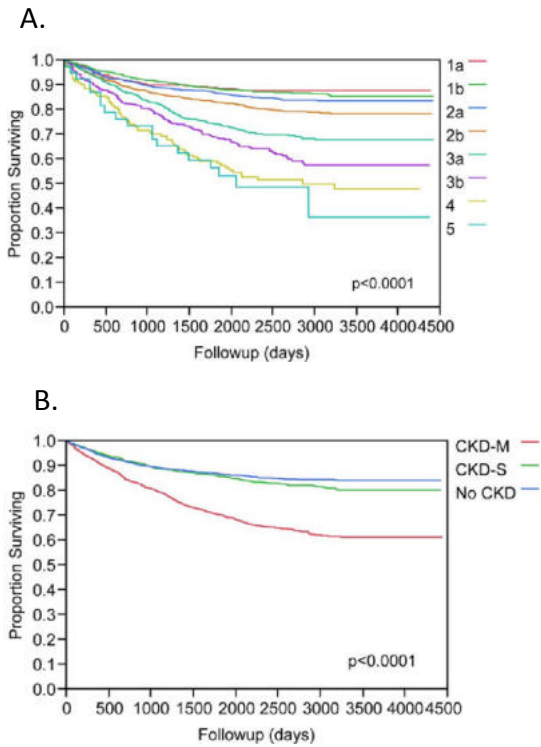 A.
1.0
0.9
0.8
0.7
0.6
0.5
0.4
0.3
0.2
0.1
0.0
Proportion Surviving
1a
1b
2a
2b
3a
3b
4
5
p<0.0001
0 500 1000 1500 2000 2500 3000 3500 4000 4500
Followup (days)
B.
1.0
0.9
0.8
0.7
0.6
0.5
0.4
0.3
0.2
0.1
0.0
Proportion Surviving
CKD-M
CKD-S
No CKD
p<0.0001
0 500 1000 1500 2000 2500 3000 3500 4000 4500
Followup (days)